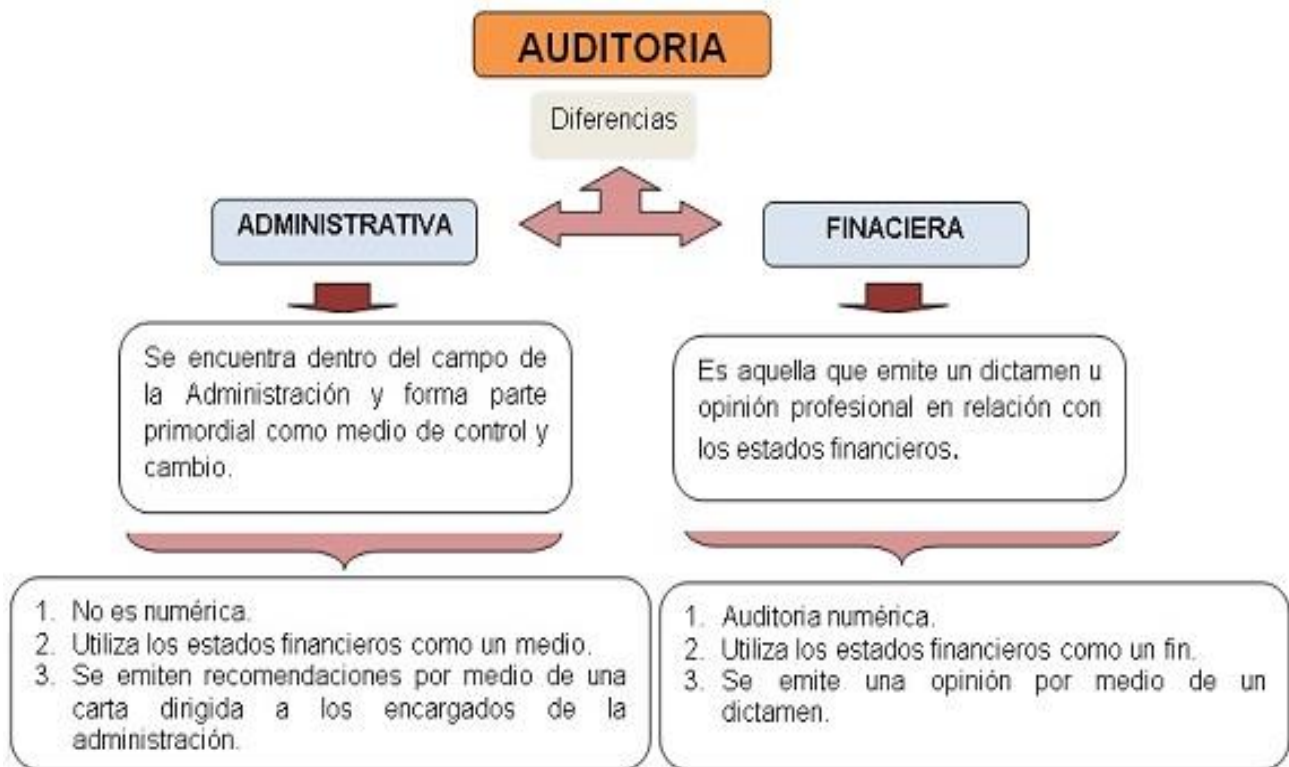 AUDITORIA
Diferencias
ADMINISTRATIVA
FINACIERA
Se encuentra dentro del campo de
la Administración y forma parte
primordial como medio de control y
cambio.
Es aquella que emite un dictamen u
opinión profesional en relación con
los estados financieros.
1. No es numérica.
2. Utiliza los estados financieros como un medio.
3. Se emiten recomendaciones por medio de una
carta dirigida a los encargados de la
administración.
1. Auditoria numérica.
2. Utiliza los estados financieros como un fin.
3. Se emite una opinión por medio de un
dictamen.